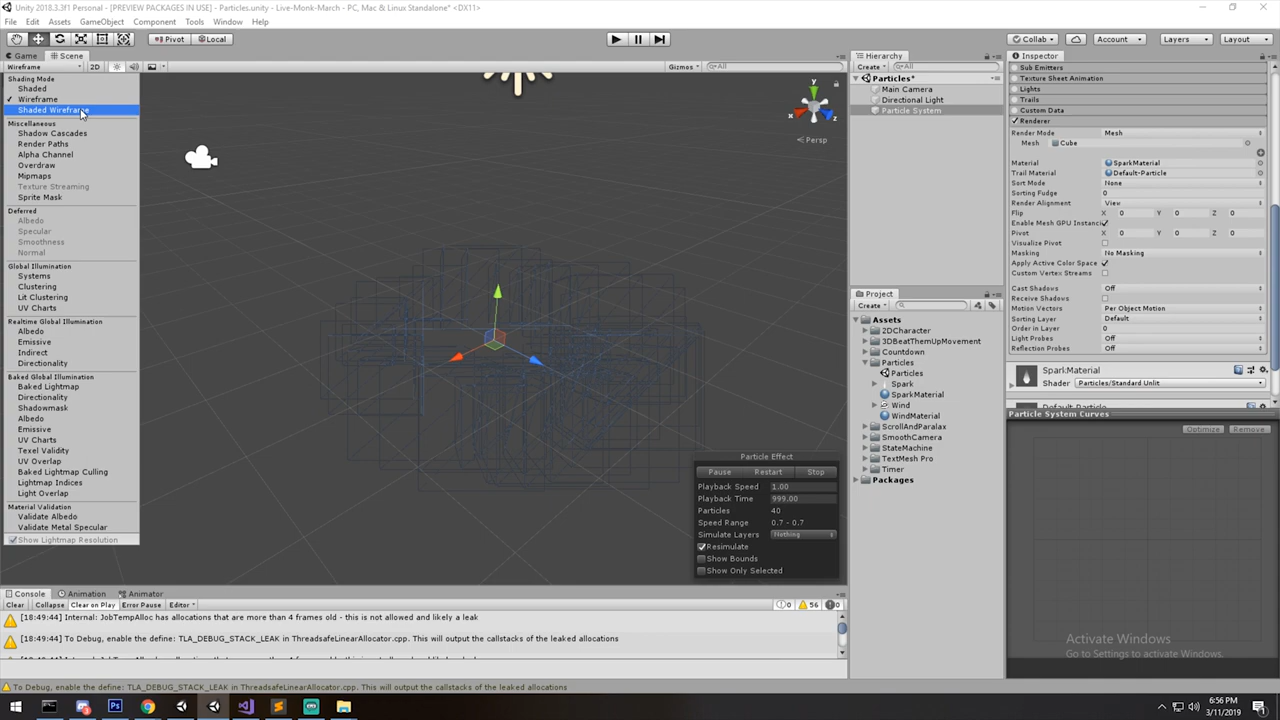 Unity 2018.3.3f1 Personal - [PREVIEW PACKAGES IN USE] - Particles.unity - Live-Monk-March - PC, Mac & Linux Standalone* <DX11>
File Edit Assets GameObject Component Tools Window Help
Pivot Local Collab Account Layers Layout
Game Scene
Wireframe 2D Gizmos All
Shading Mode
Shaded
Wireframe
Shaded Wireframe
Miscellaneous
Shadow Cascades
Render Paths
Alpha Channel
Overdraw
Mipmaps
Texture Streaming
Sprite Mask
Deferred
Albedo
Specular
Smoothness
Normal
Global Illumination
Systems
Clustering
Lit Clustering
UV Charts
Realtime Global Illumination
Albedo
Emissive
Indirect
Directionality
Baked Global Illumination
Baked Lightmap
Directionality
Shadowmask
Albedo
Emissive
UV Charts
Texel Validity
UV Overlap
Baked Lightmap Culling
Lightmap Indices
Light Overlap
Material Validation
Validate Albedo
Validate Metal Specular
Show Lightmap Resolution
y
x
z
Persp
Particle Effect
Pause Restart Stop
Playback Speed 1.00
Playback Time 999.00
Particles 40
Speed Range 0.7 - 0.7
Simulate Layers Nothing
Resimulate
Show Bounds
Show Only Selected
Hierarchy
Create All
Particles*
Main Camera
Directional Light
Particle System
Project
Create
Assets
2DCharacter
3DBeatThemUpMovement
Countdown
Particles
Particles
Spark
SparkMaterial
Wind
WindMaterial
ScrollAndParalax
SmoothCamera
StateMachine
TextMesh Pro
Timer
Packages
Inspector
Sub Emitters
Texture Sheet Animation
Lights
Trails
Custom Data
Renderer
Render Mode Mesh
Mesh Cube
Material SparkMaterial
Trail Material Default-Particle
Sort Mode None
Sorting Fudge 0
Render Alignment View
Flip X 0 Y 0 Z 0
Enable Mesh GPU Instanci
Pivot X 0 Y 0 Z 0
Visualize Pivot
Masking No Masking
Apply Active Color Space
Custom Vertex Streams
Cast Shadows Off
Receive Shadows
Motion Vectors Per Object Motion
Sorting Layer Default
Order in Layer 0
Light Probes Off
Reflection Probes Off
SparkMaterial
Shader Particles/Standard Unlit
Particle System Curves
Optimize Remove
Activate Windows
Go to Settings to activate Windows.
Console Animation Animator
Clear Collapse Clear on Play Error Pause Editor 0 56 0
[18:49:44] Internal: JobTempAlloc has allocations that are more than 4 frames old - this is not allowed and likely a leak
[18:49:44] To Debug, enable the define: TLA_DEBUG_STACK_LEAK in ThreadsafeLinearAllocator.cpp. This will output the callstacks of the leaked allocations
To Debug, enable the define: TLA_DEBUG_STACK_LEAK in ThreadsafeLinearAllocator.cpp. This will output the callstacks of the leaked allocations
6:56 PM
3/11/2019